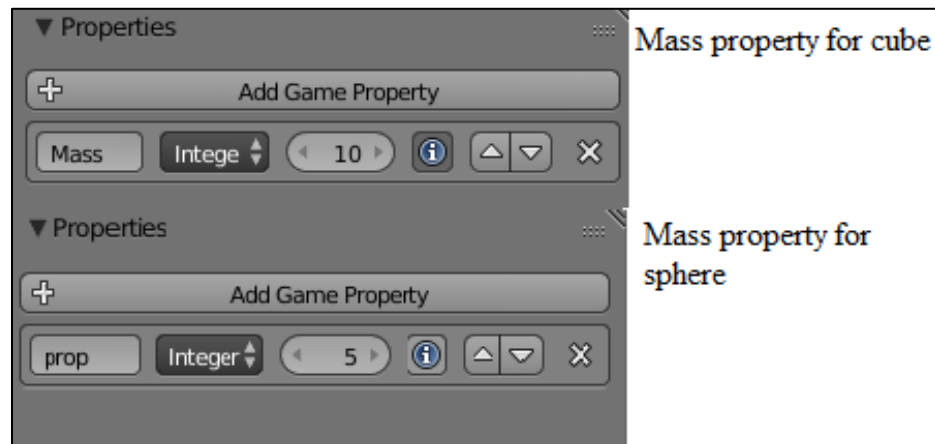 Properties
Mass property for cube
Add Game Property
Mass Intege 10
Properties
Mass property for
sphere
Add Game Property
prop Integer 5